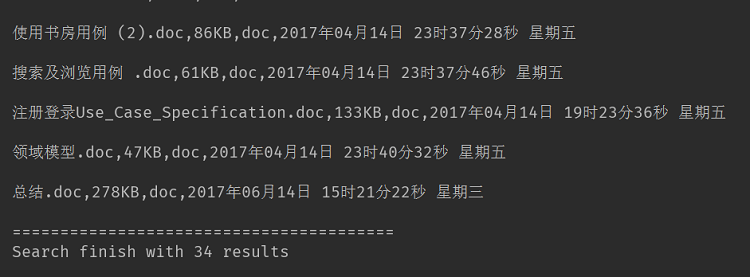 使用书房用例 (2).doc,86KB,doc,2017年04月14日 23时37分28秒 星期五
搜索及浏览用例 .doc,61KB,doc,2017年04月14日 23时37分46秒 星期五
注册登录Use_Case_Specification.doc,133KB,doc,2017年04月14日 19时23分36秒 星期五
领域模型.doc,47KB,doc,2017年04月14日 23时40分32秒 星期五
总结.doc,278KB,doc,2017年06月14日 15时21分22秒 星期三
========================================
Search finish with 34 results